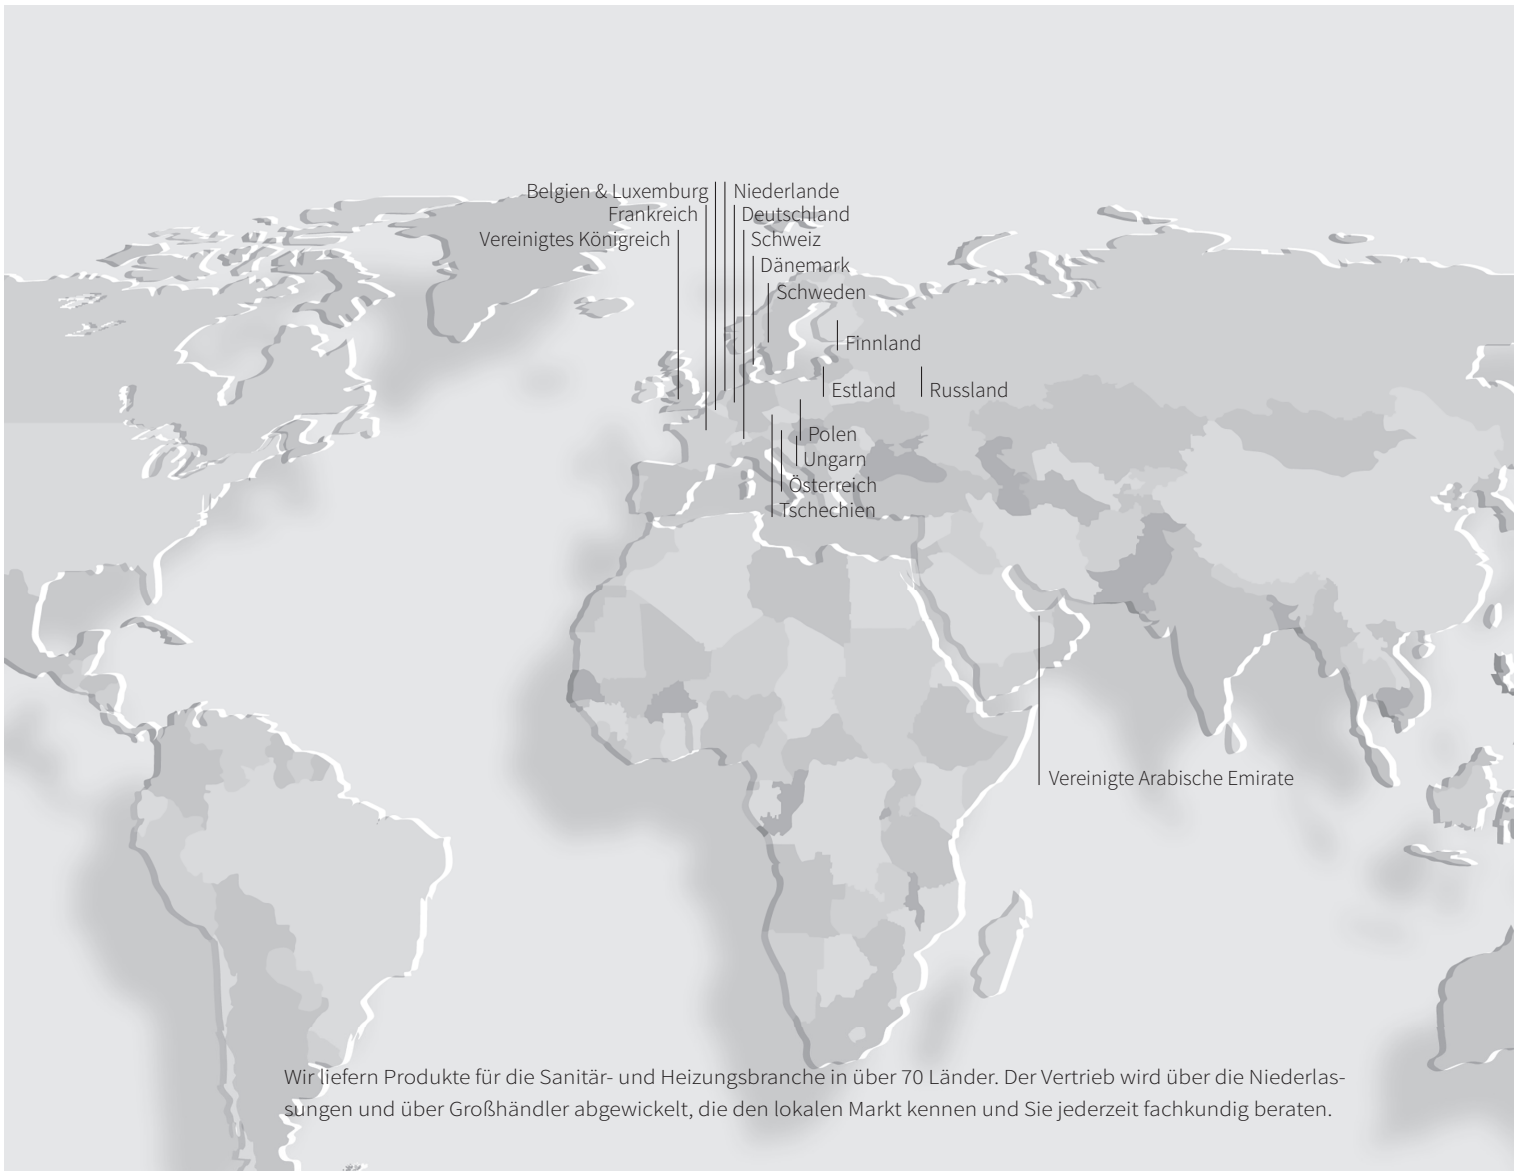 Belgien & Luxemburg
Niederlande
Frankreich
Deutschland
Vereinigtes Königreich
Schweiz
Dänemark
Schweden
Finnland
Estland
Russland
Polen
Ungarn
Österreich
Tschechien
Vereinigte Arabische Emirate
Wir liefern Produkte für die Sanitär- und Heizungsbranche in über 70 Länder. Der Vertrieb wird über die Niederlas-
sungen und über Großhändler abgewickelt, die den lokalen Markt kennen und Sie jederzeit fachkundig beraten.